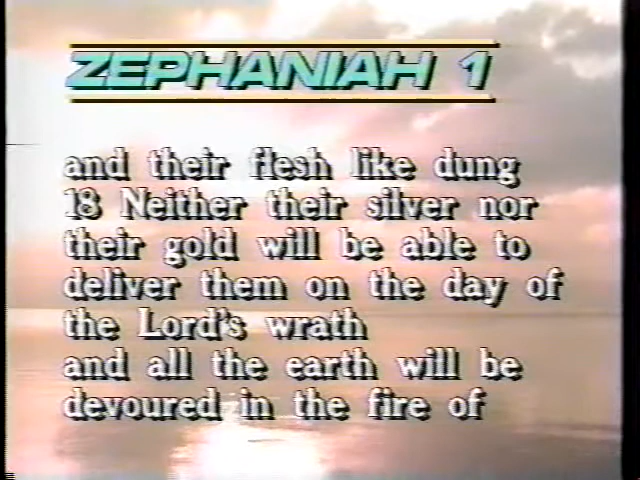 ZEPHANIAH 1
and their flesh like dung
18 Neither their silver nor
their gold will be able to
deliver them on the day of
the Lord's wrath
and all the earth will be
devoured in the fire of